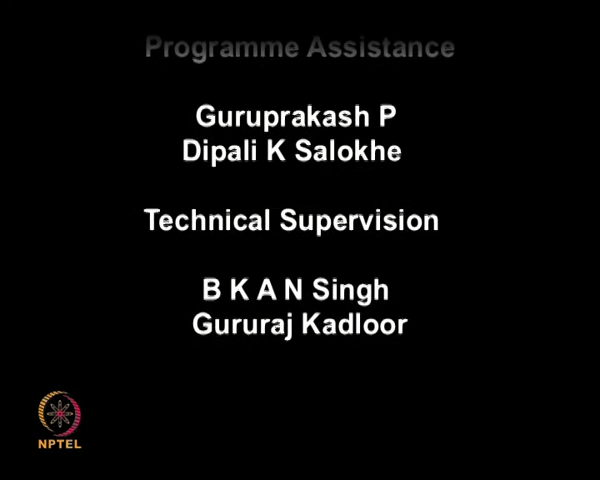 Programme Assistance
Guruprakash P
Dipali K Salokhe
Technical Supervision
B K A N Singh
Gururaj Kadloor
NPTEL